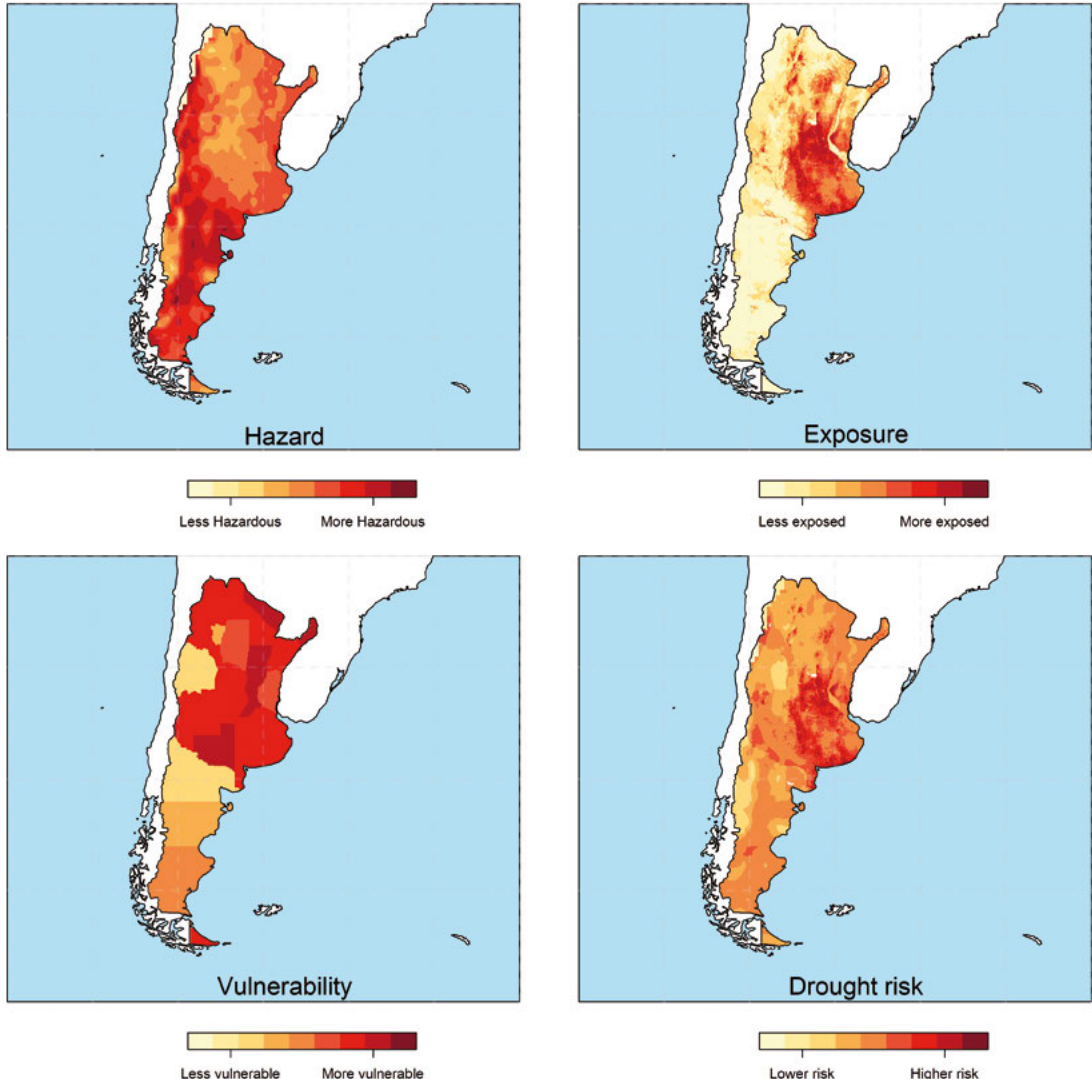 Hazard
Exposure
Less Hazardous More Hazardous
Less exposed More exposed
Vulnerability
Drought risk
Less vulnerable More vulnerable
Lower risk Higher risk